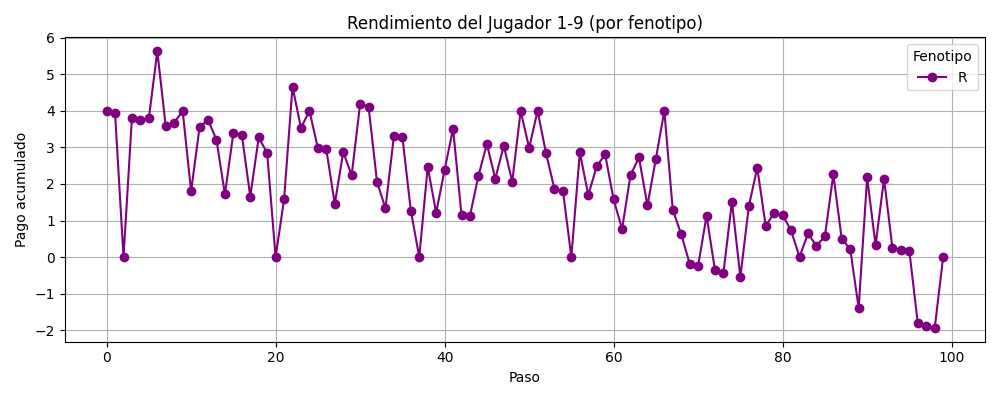 Rendimiento del Jugador 1-9 (por fenotipo)
Fenotipo
R
Pago acumulado
6
5
4
3
2
1
0
−1
−2
0 20 40 60 80 100
Paso